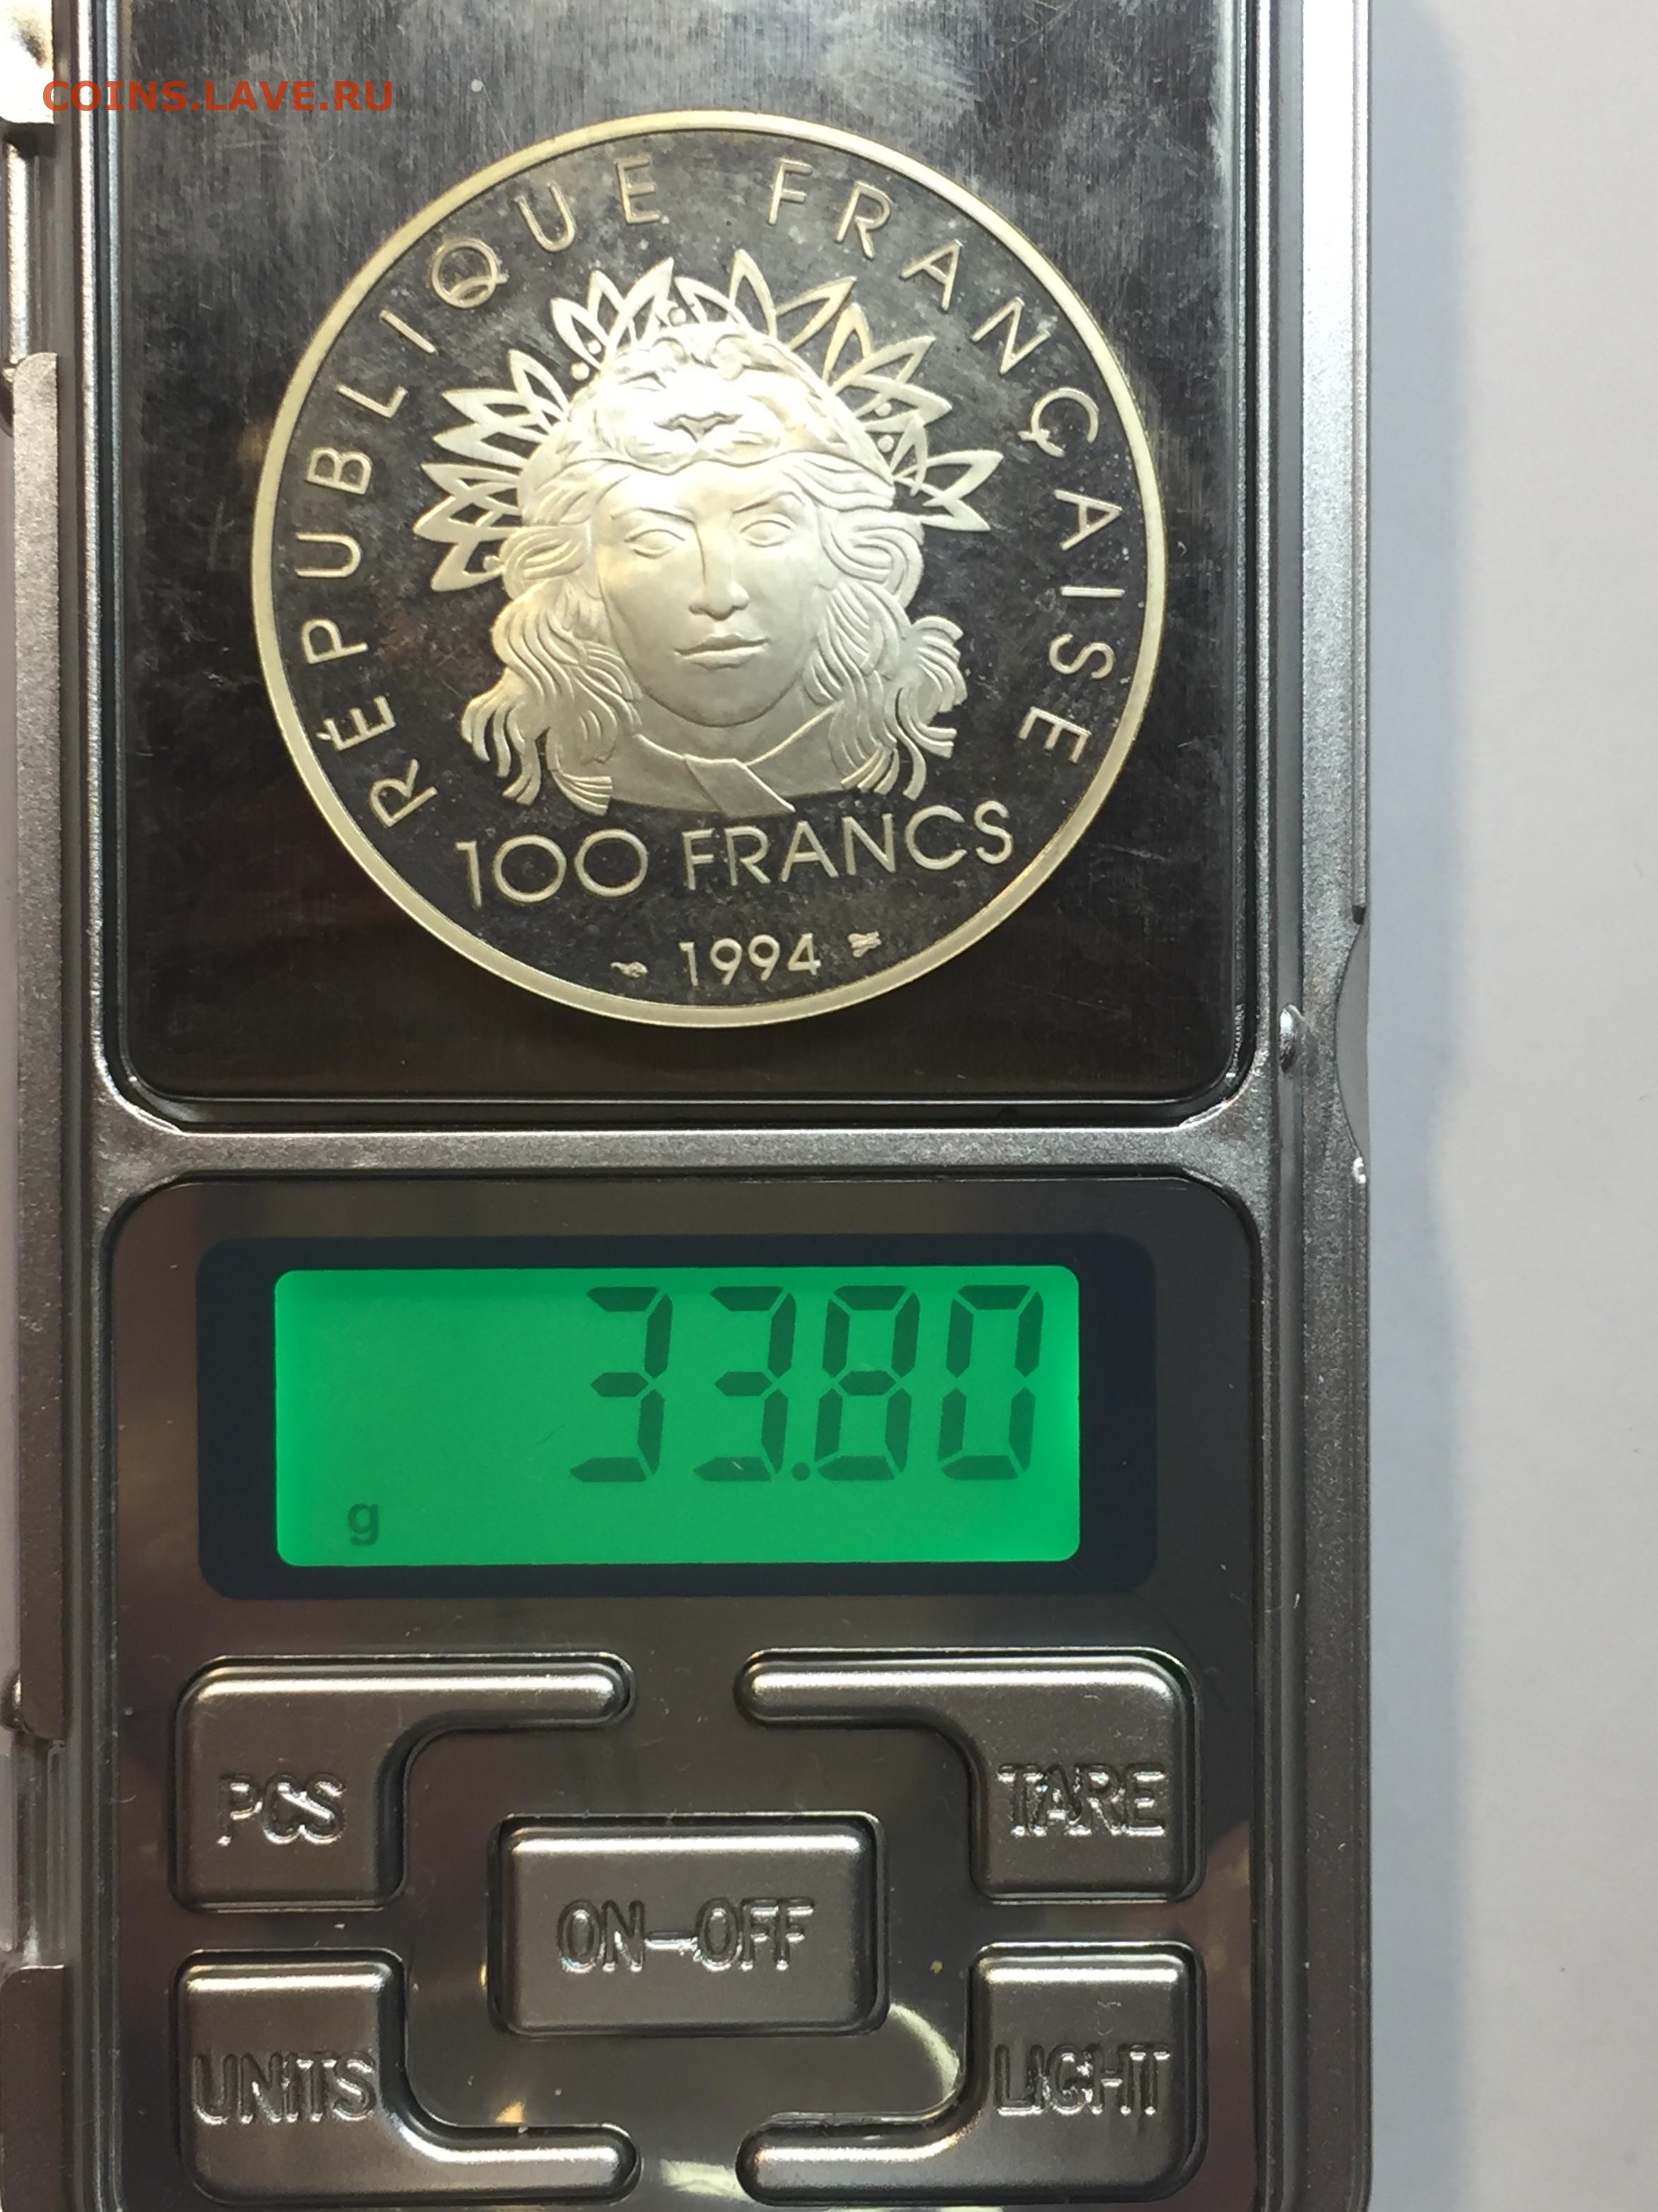 COINS.LAVE.RU
RÉPUBLIQUE FRANÇAISE
100 FRANCS
1994
33.80
g
PCS
TARE
ON-OFF
UNITS
LIGHT